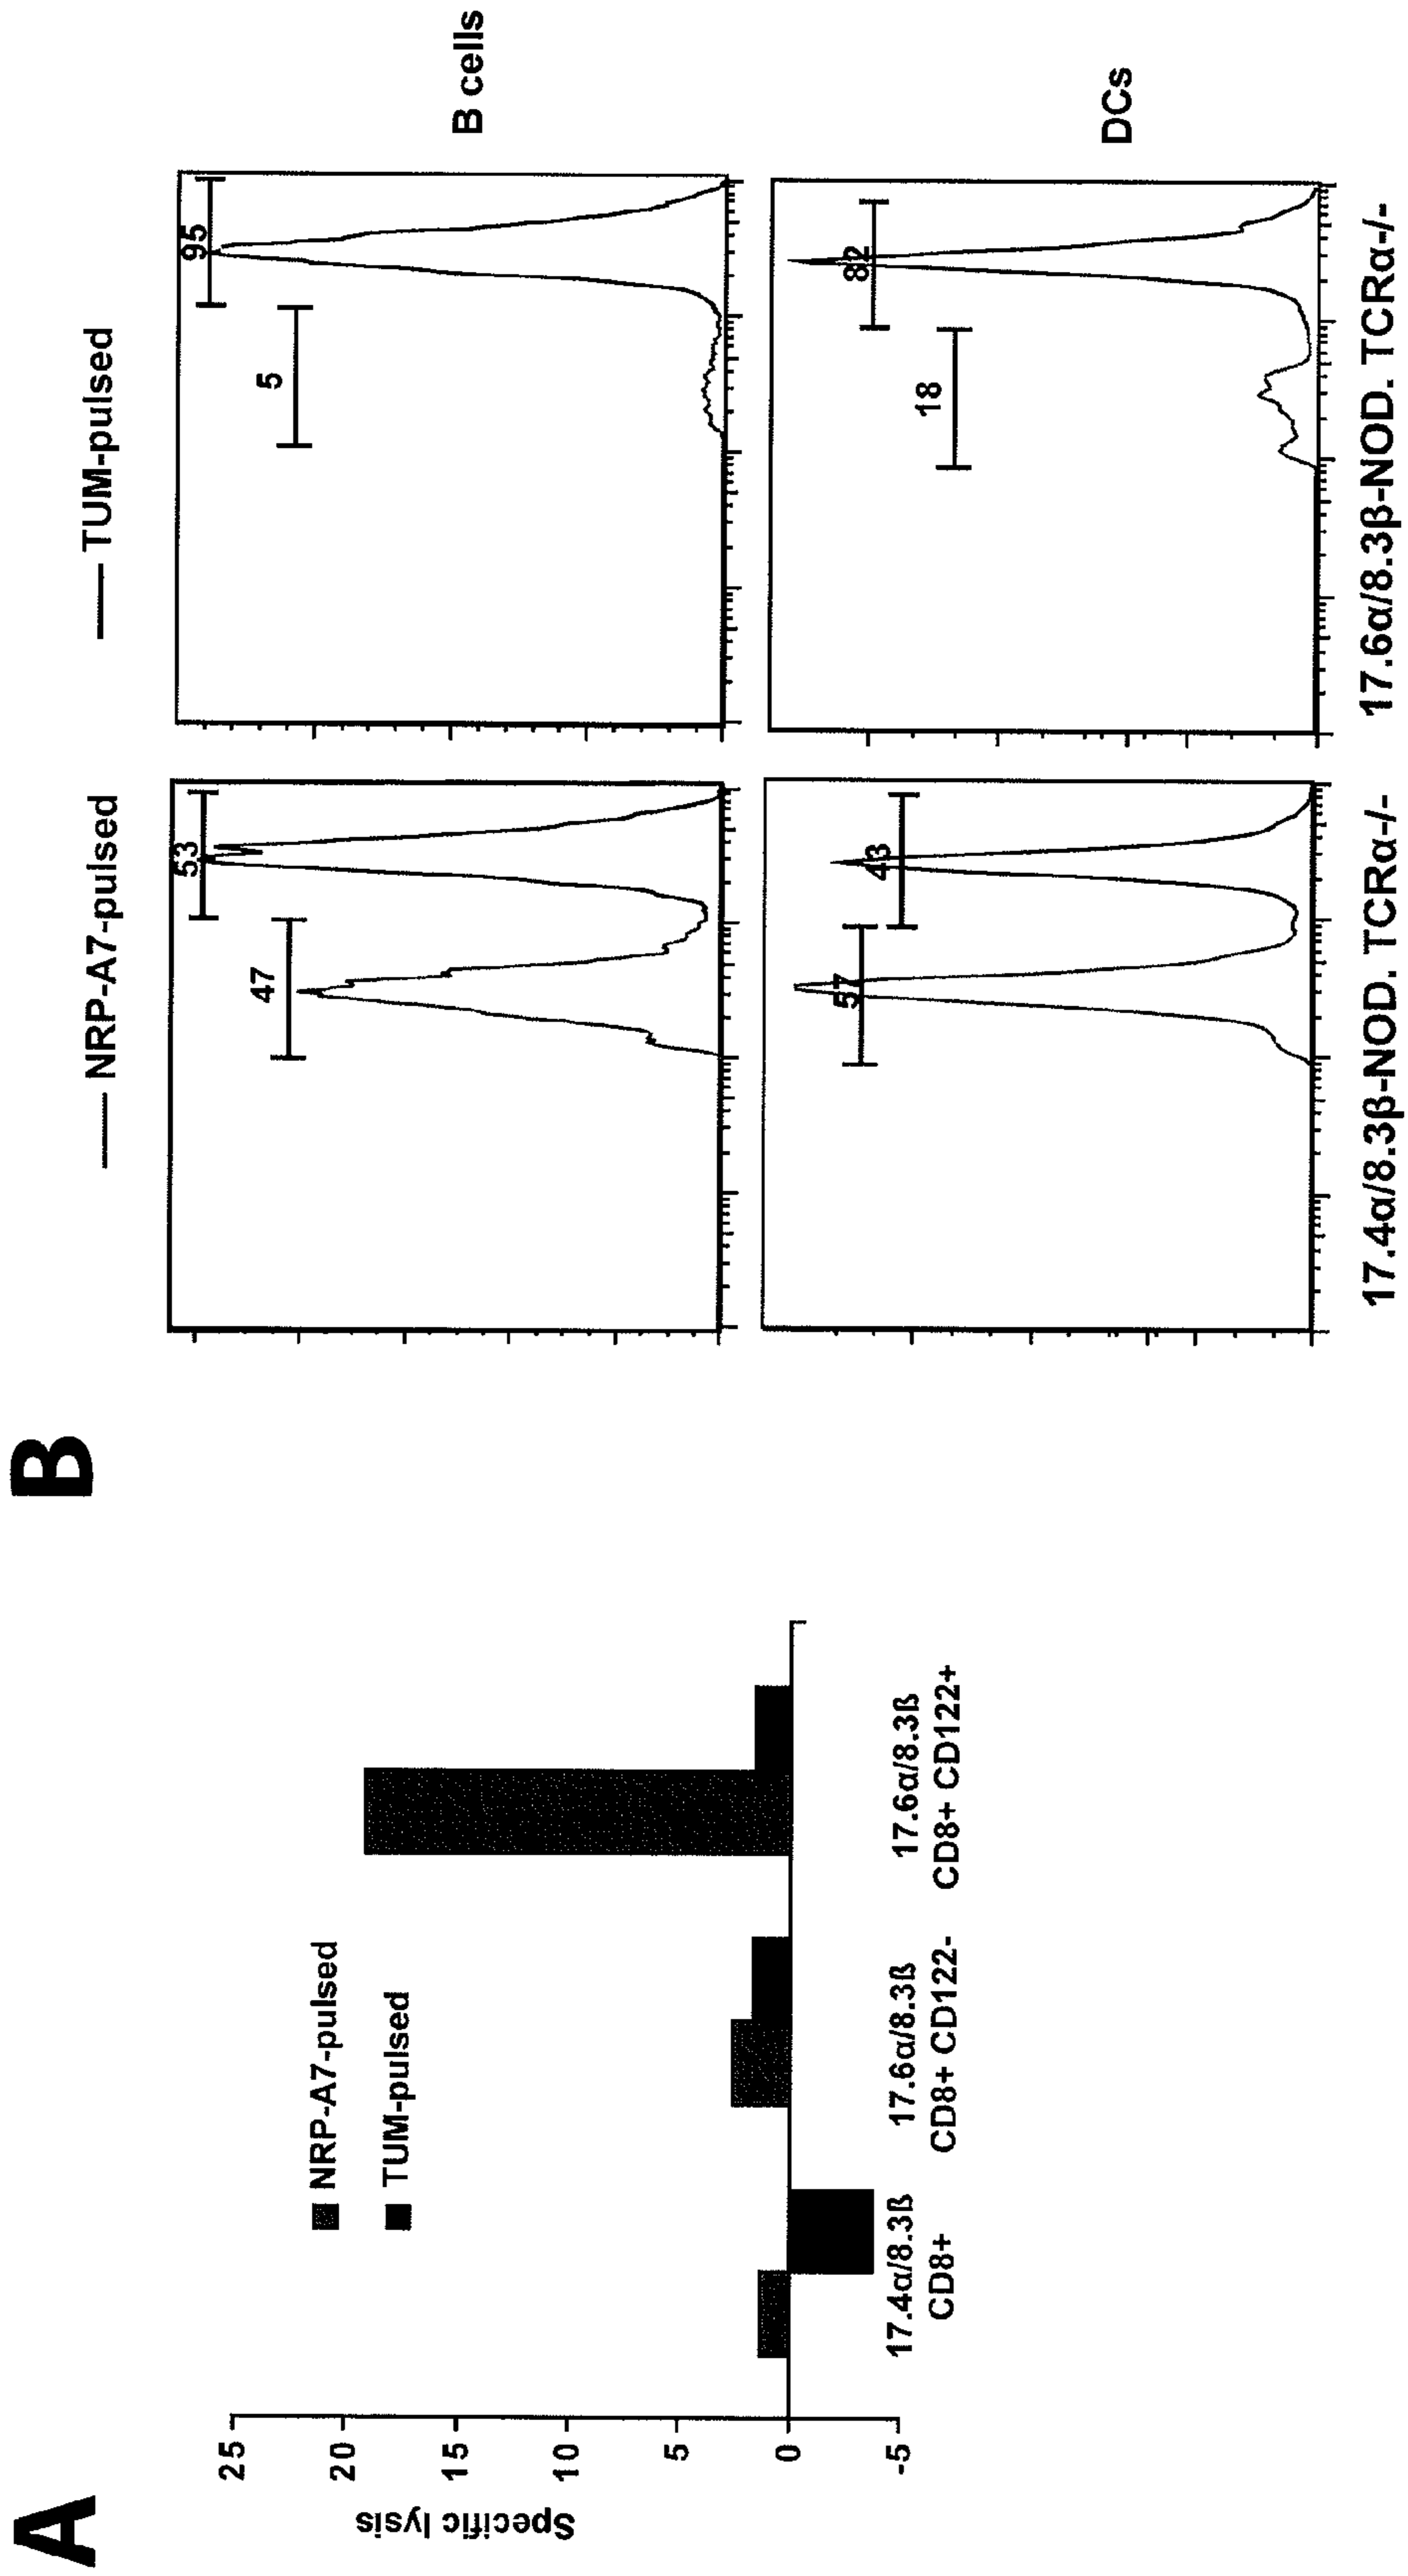 A
Specific lysis
25
20
15
10
5
0
-5
NRP-A7-pulsed
TUM-pulsed
17.4α/8.3ß
CD8+
17.6α/8.3ß
CD8+ CD122-
17.6α/8.3ß
CD8+ CD122+
B
NRP-A7-pulsed
TUM-pulsed
47
53
5
95
B cells
57
43
18
82
DCs
17.4α/8.3β-NOD. TCRα-/-
17.6α/8.3β-NOD. TCRα-/-